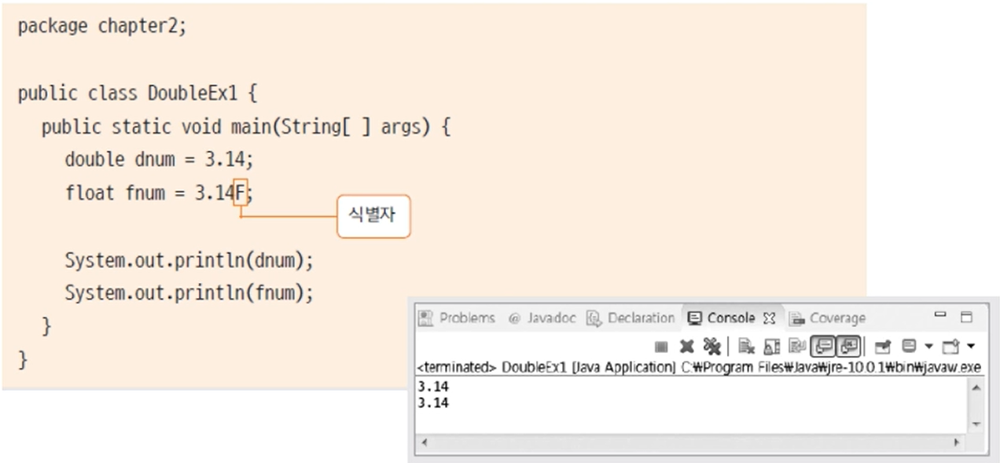 package chapter2;
public class DoubleEx1 {
public static void main(String[ ] args) {
double dnum = 3.14;
float fnum = 3.14F;
식별자
System.out.println(dnum);
System.out.println(fnum);
}
}
Problems @ Javadoc Declaration Console Coverage
<terminated> DoubleEx1 [Java Application] C:₩Program Files₩Java₩jre-10.0.1₩bin₩javaw.exe
3.14
3.14